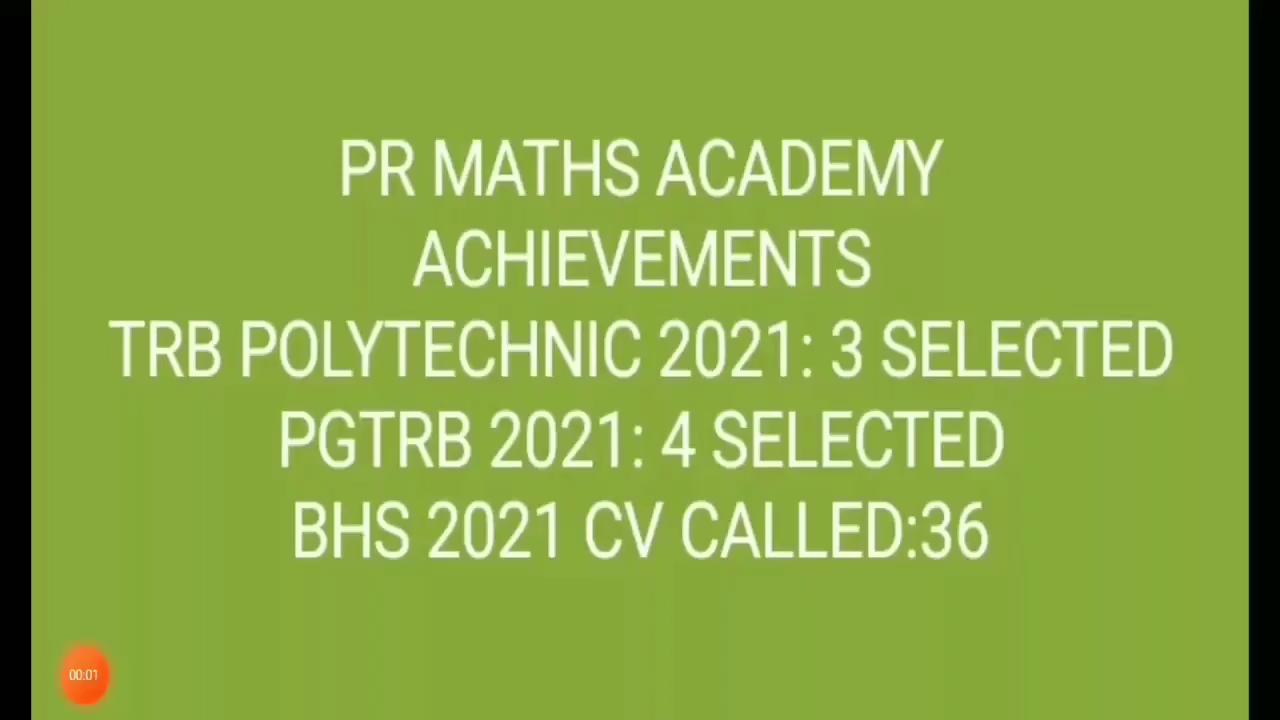 PR MATHS ACADEMY
ACHIEVEMENTS
TRB POLYTECHNIC 2021: 3 SELECTED
PGTRB 2021: 4 SELECTED
BHS 2021 CV CALLED:36
00:01